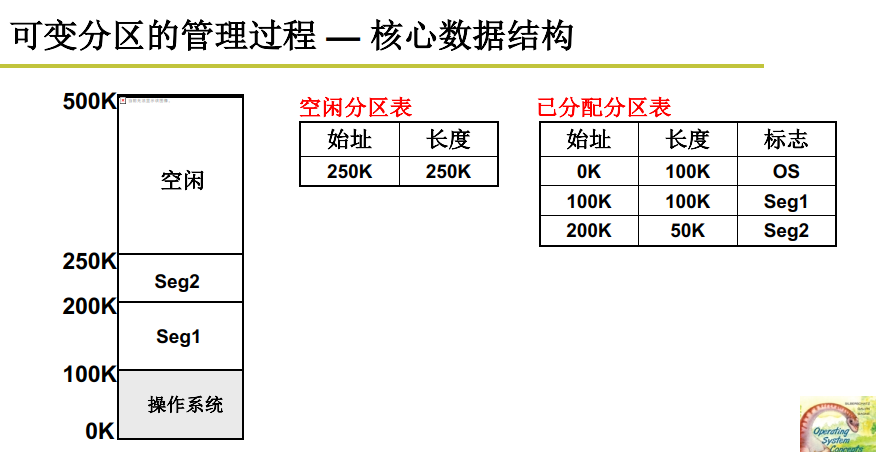 可变分区的管理过程 — 核心数据结构
500K
空闲
250K
Seg2
200K
Seg1
100K
操作系统
0K
空闲分区表
始址 长度
250K 250K
已分配分区表
始址 长度 标志
0K 100K OS
100K 100K Seg1
200K 50K Seg2
Operating
System
Concepts